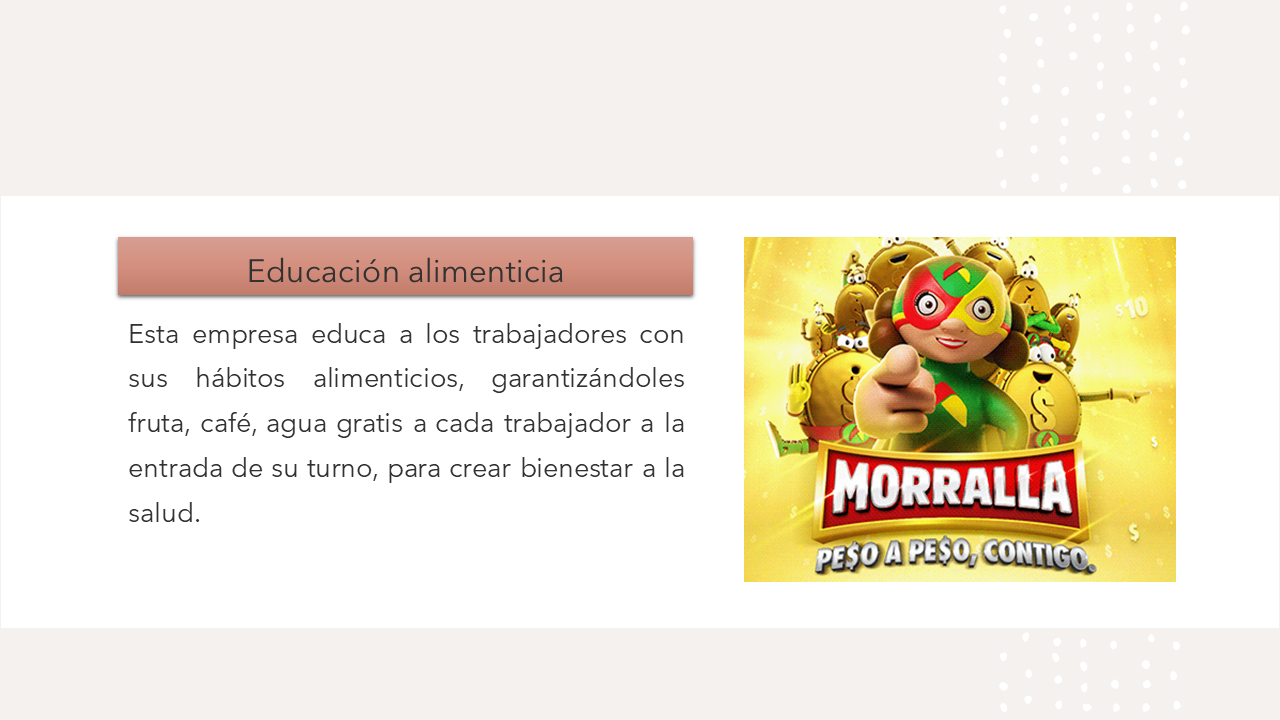 Educación alimenticia
Esta empresa educa a los trabajadores con
sus hábitos alimenticios, garantizándoles
fruta, café, agua gratis a cada trabajador a la
entrada de su turno, para crear bienestar a la
salud.
$10
$
MORRALLA
PE$O A PE$O, CONTIGO.